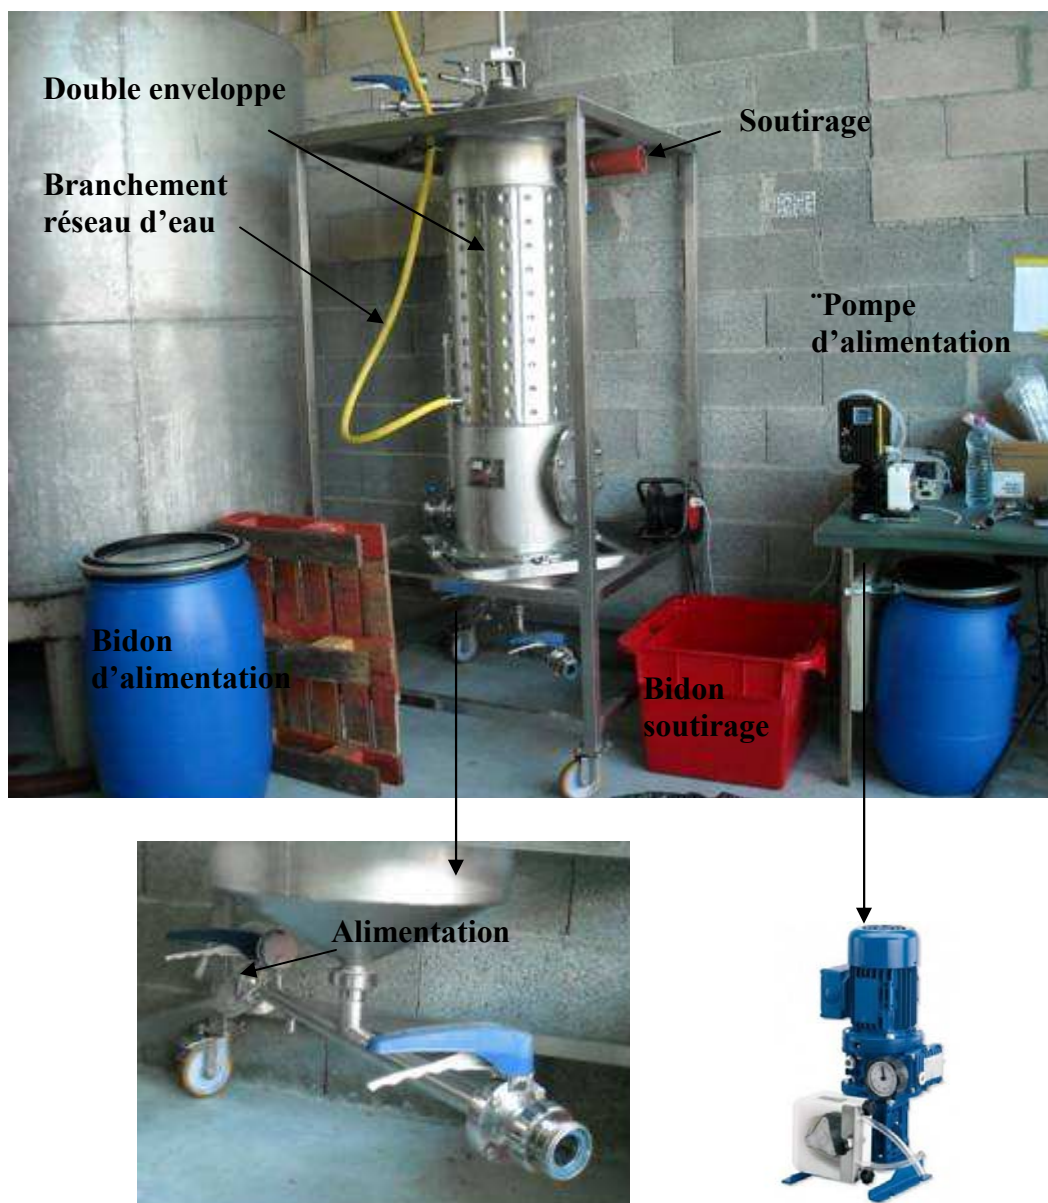 Double enveloppe
Soutirage
Branchement
réseau d’eau
¨Pompe
d’alimentation
Bidon
d’alimentation
Bidon
soutirage
Alimentation